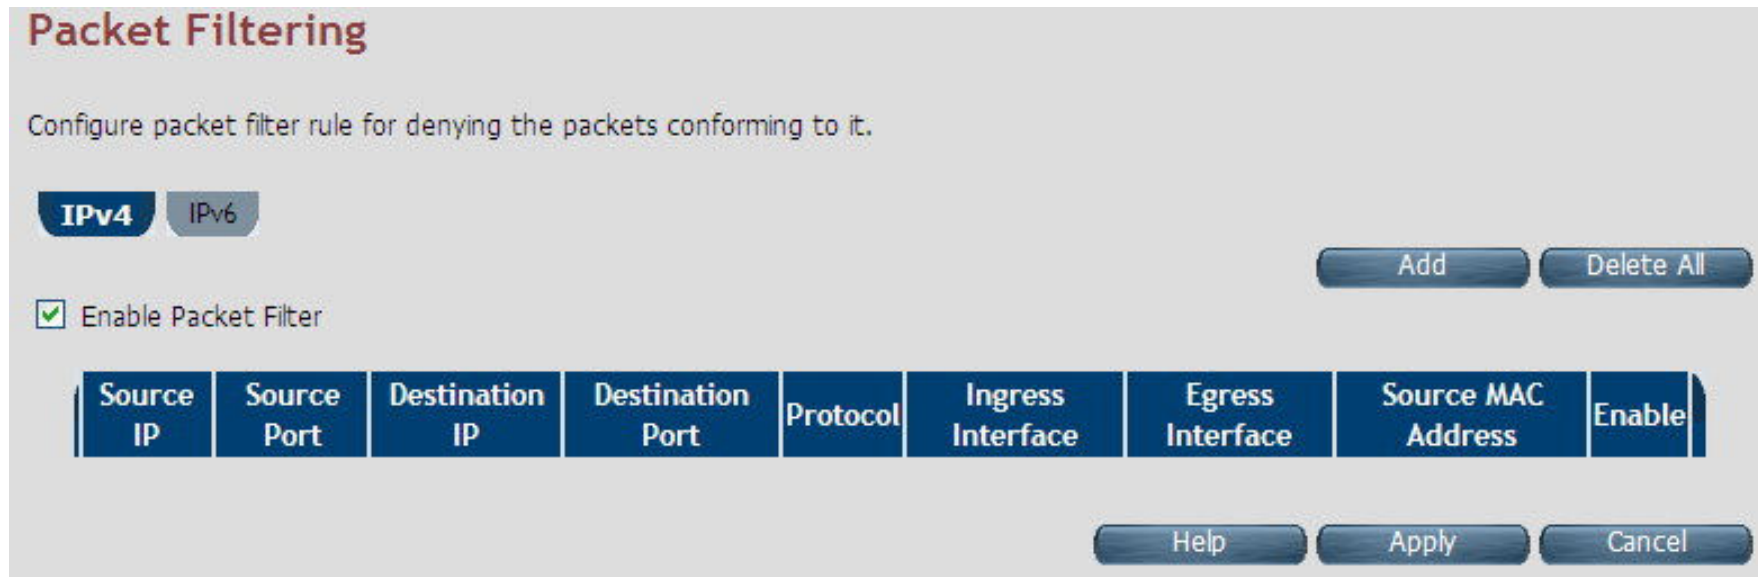 Packet Filtering
Configure packet filter rule for denying the packets conforming to it.
IPv4 IPv6
Add Delete All
Enable Packet Filter
Source IP Source Port Destination IP Destination Port Protocol Ingress Interface Egress Interface Source MAC Address Enable
Help Apply Cancel